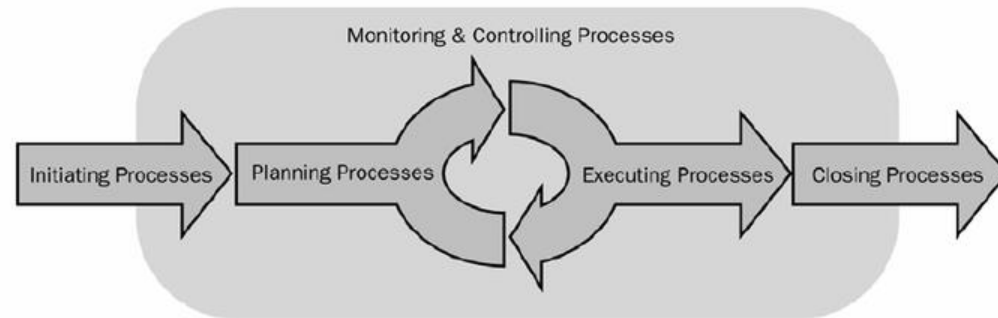 Monitoring & Controlling Processes
Initiating Processes
Planning Processes
Executing Processes
Closing Processes